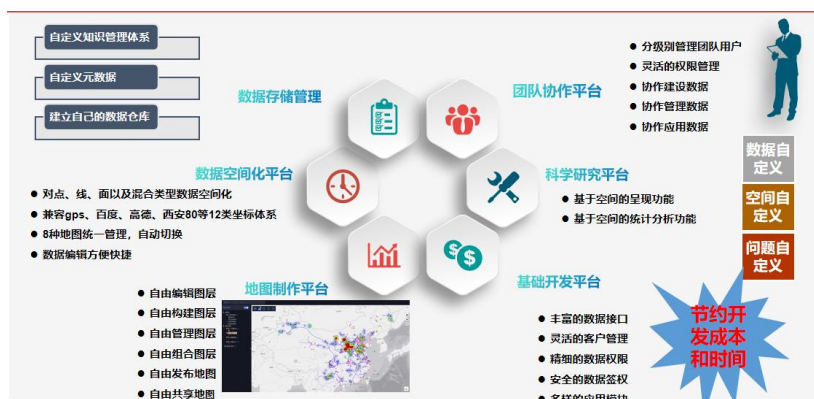 自定义知识管理体系
自定义元数据
建立自己的数据仓库
数据存储管理
团队协作平台
分级别管理团队用户
灵活的权限管理
协作建设数据
协作管理数据
协作应用数据
数据自
定义
空间自
定义
问题自
定义
数据空间化平台
对点、线、面以及混合类型数据空间化
兼容gps、百度、高德、西安80等12类坐标体系
8种地图统一管理，自动切换
数据编辑方便快捷
科学研究平台
基于空间的呈现功能
基于空间的统计分析功能
地图制作平台
自由编辑图层
自由构建图层
自由管理图层
自由组合图层
自由发布地图
自由共享地图
基础开发平台
丰富的数据接口
灵活的客户管理
精细的数据权限
安全的数据签权
多样的应用模块
节约开
发成本
和时间